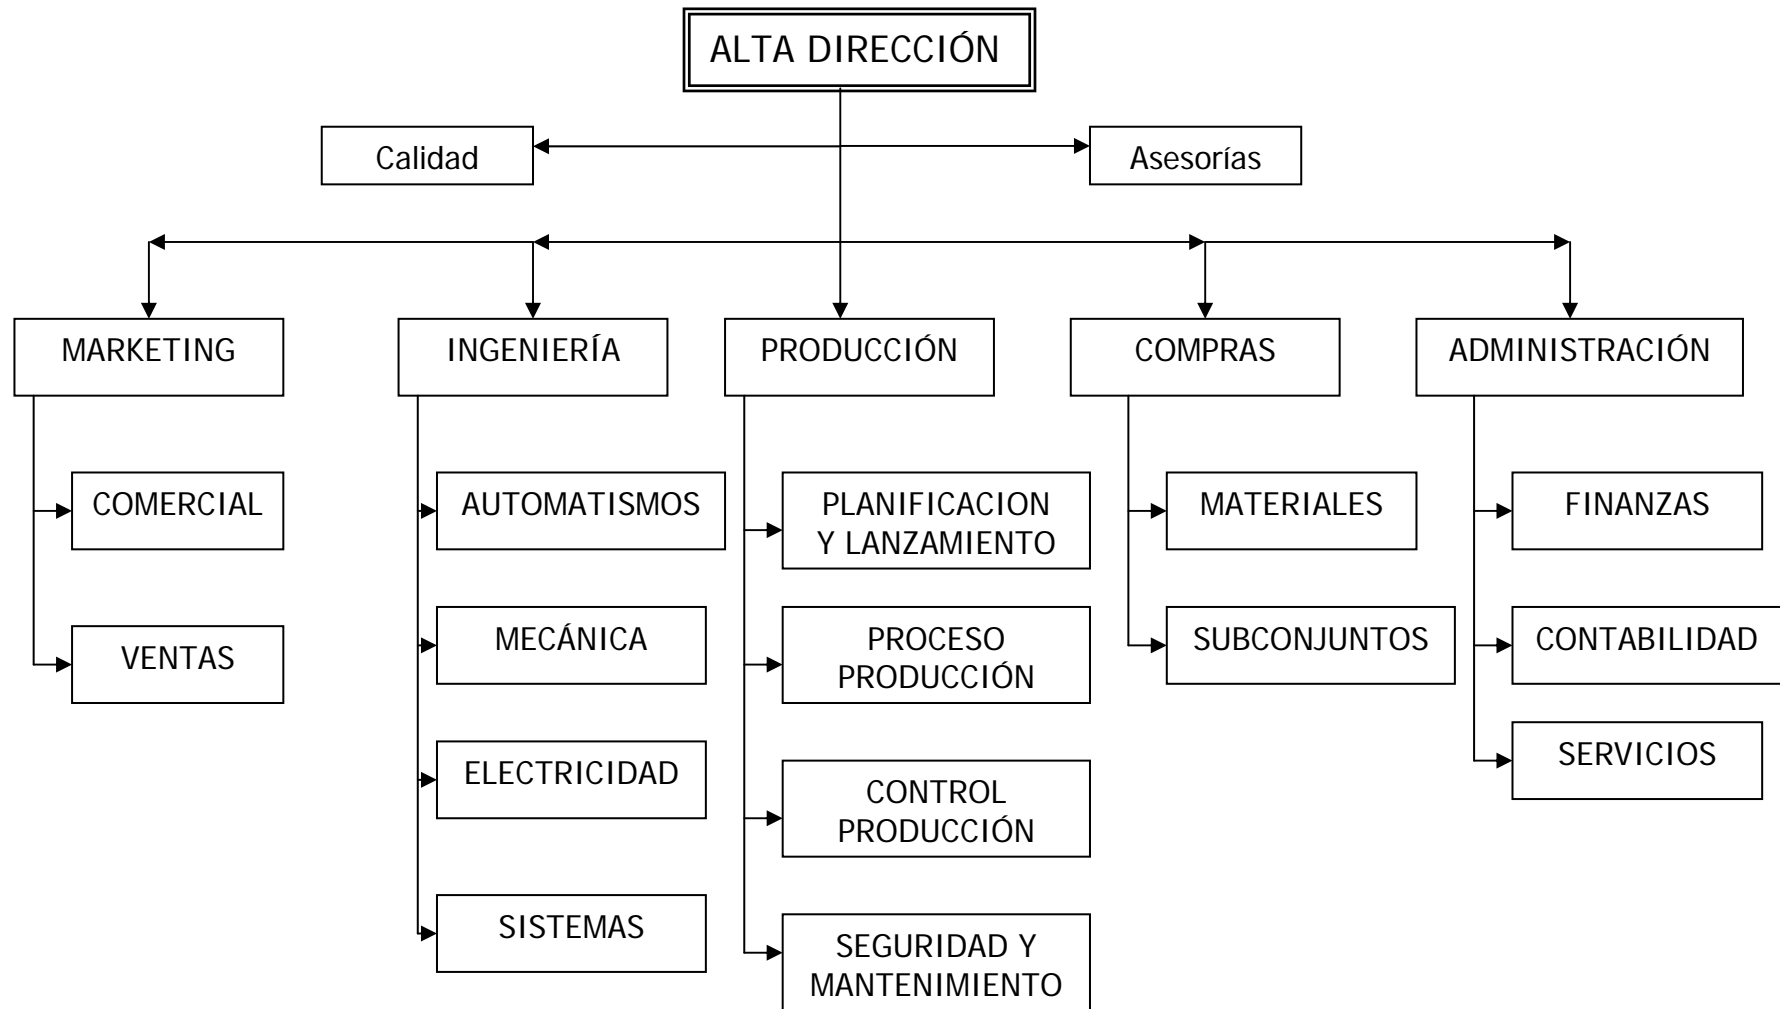 ALTA DIRECCIÓN
Calidad
Asesorías
MARKETING
INGENIERÍA
PRODUCCIÓN
COMPRAS
ADMINISTRACIÓN
COMERCIAL
VENTAS
AUTOMATISMOS
MECÁNICA
ELECTRICIDAD
SISTEMAS
PLANIFICACION
Y LANZAMIENTO
PROCESO
PRODUCCIÓN
CONTROL
PRODUCCIÓN
SEGURIDAD Y
MANTENIMIENTO
MATERIALES
SUBCONJUNTOS
FINANZAS
CONTABILIDAD
SERVICIOS